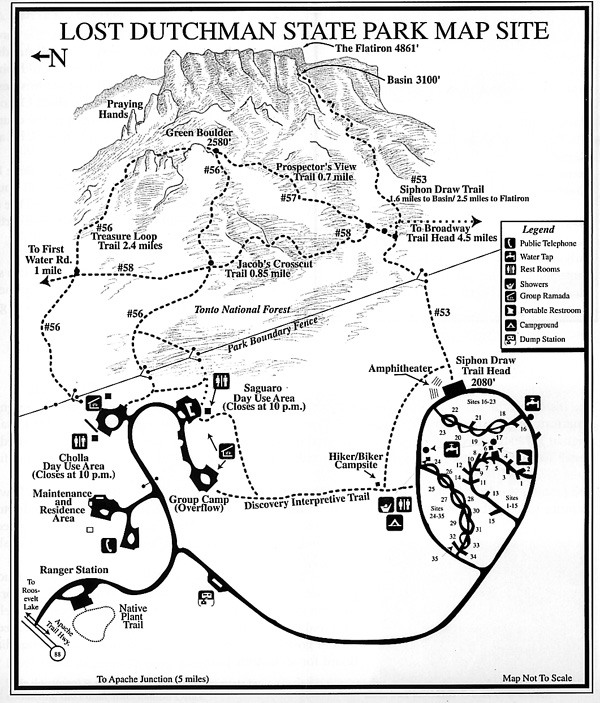 LOST DUTCHMAN STATE PARK MAP SITE
N
The Flatiron 4861'
Basin 3100'
Praying
Hands
Green Boulder
2580'
#56
Prospector's View
Trail 0.7 mile
#57
#53
Siphon Draw Trail
1.6 miles to Basin/ 2.5 miles to Flatiron
#56
Treasure Loop
Trail 2.4 miles
#58
To Broadway
Trail Head 4.5 miles
To First
Water Rd.
1 mile
#58
Jacob's Crosscut
Trail 0.85 mile
Legend
Public Telephone
Water Tap
Rest Rooms
Showers
Group Ramada
Portable Restroom
Campground
Dump Station
#56
#56
Tonto National Forest
Park Boundary Fence
#53
Amphitheater
Siphon Draw
Trail Head
2080'
Saguaro
Day Use Area
(Closes at 10 p.m.)
Cholla
Day Use Area
(Closes at 10 p.m.)
Sites 16-23
22
21
18
23
20
19
17
16
Hiker/Biker
Campsite
Group Camp
(Overflow)
Discovery Interpretive Trail
Maintenance
and
Residence
Area
24
26
25
27
28
29
30
31
32
33
34
35
Sites
24-35
14
12
10
8
6
4
2
11
9
7
5
3
1
13
15
Sites
1-15
Ranger Station
To
Roos-
evelt
Lake
Apache
Trail Hwy.
88
Native
Plant
Trail
To Apache Junction (5 miles)
Map Not To Scale